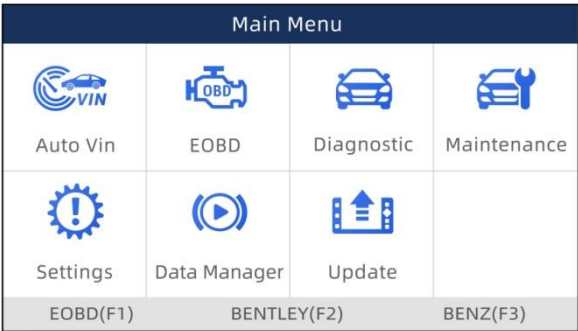 Main Menu
VIN OBD
Auto Vin EOBD Diagnostic Maintenance
Settings Data Manager Update
EOBD(F1) BENTLEY(F2) BENZ(F3)